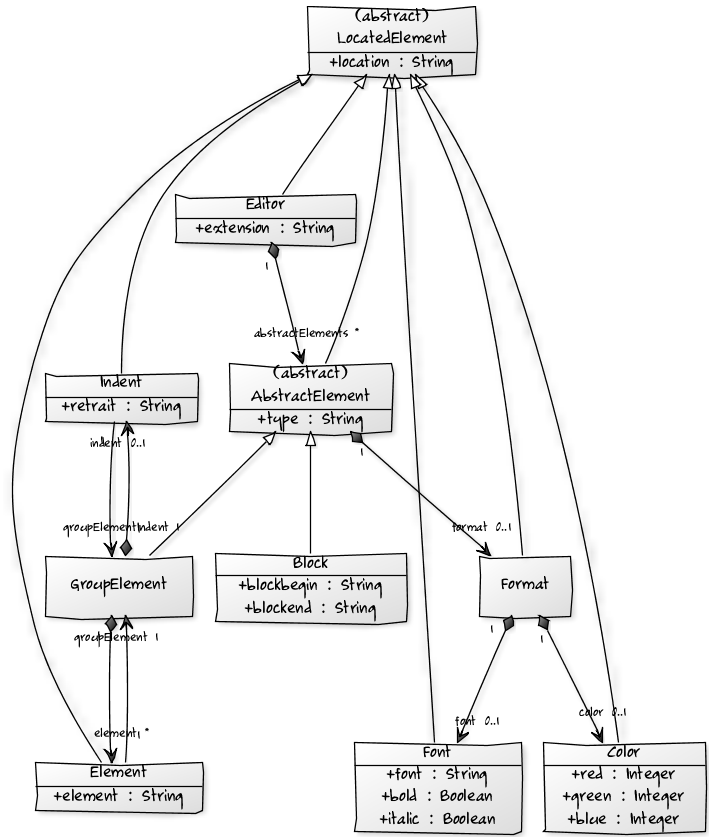 (abstract)
LocatedElement
+location : String
Editor
+extension : String
1
abstractElements *
(abstract)
AbstractElement
+type : String
1
Indent
+retrait : String
indent 0..1
groupElementIndent 1
format 0..1
GroupElement
Block
+blockbegin : String
+blockend : String
Format
groupElement 1
1
1
font 0..1
color 0..1
element *
Element
+element : String
Font
+font : String
+bold : Boolean
+italic : Boolean
Color
+red : Integer
+green : Integer
+blue : Integer